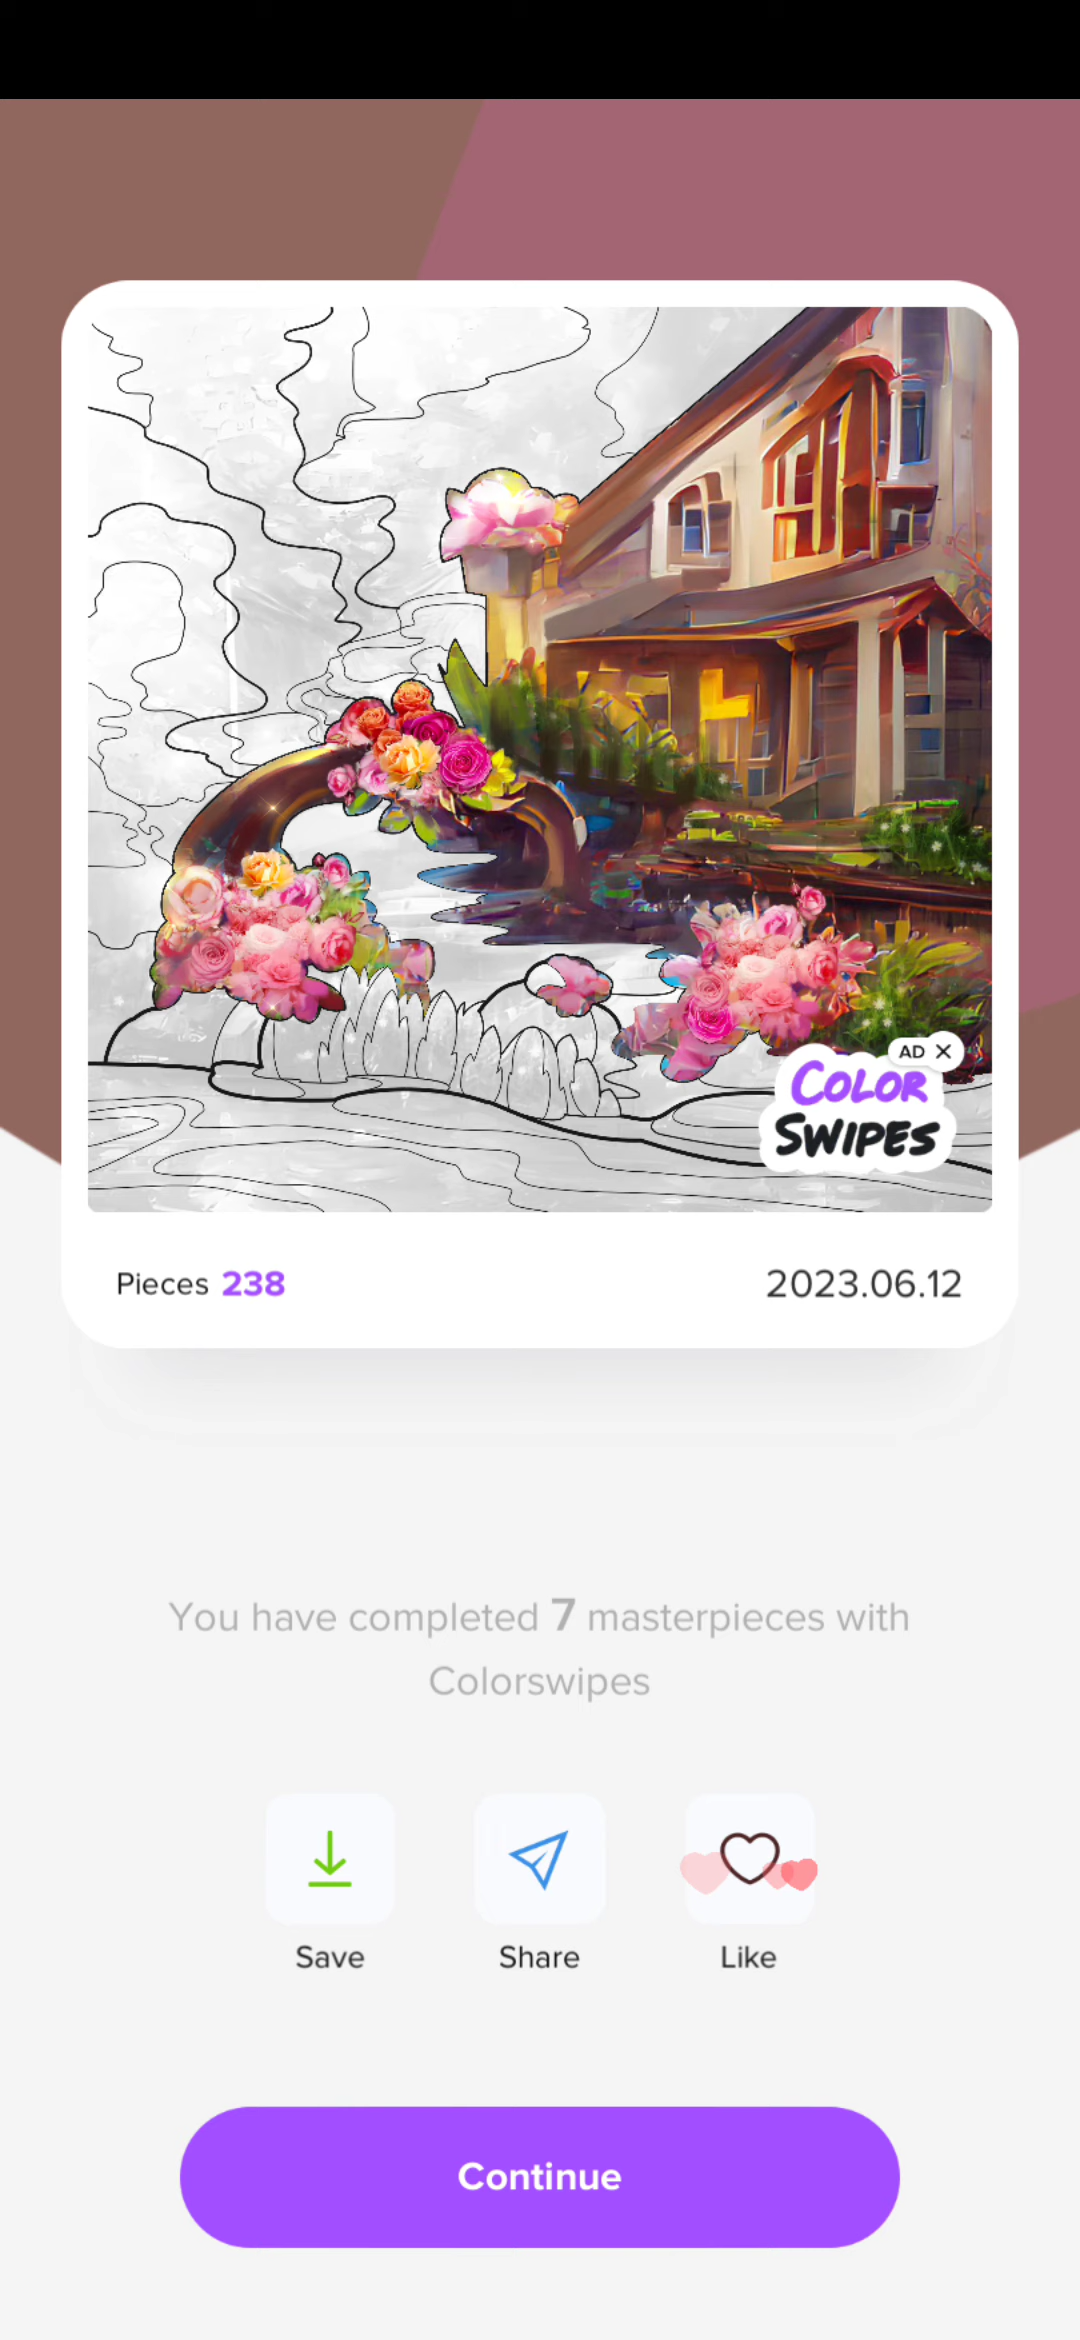 AD
COLOR
SWIPES
Pieces 238
2023.06.12
You have completed 7 masterpieces with
Colorswipes
Save
Share
Like
Continue